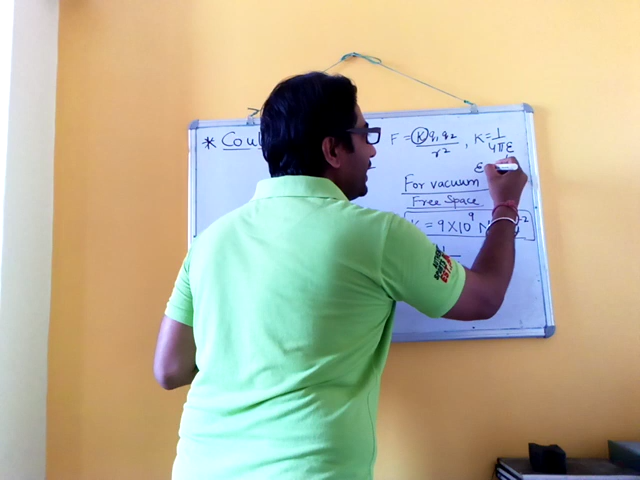 * Cou
F = K q₁ q₂ / r² , K = 1 / 4πε
ε
For vacuum
Free Space
= 9 × 10⁹ N